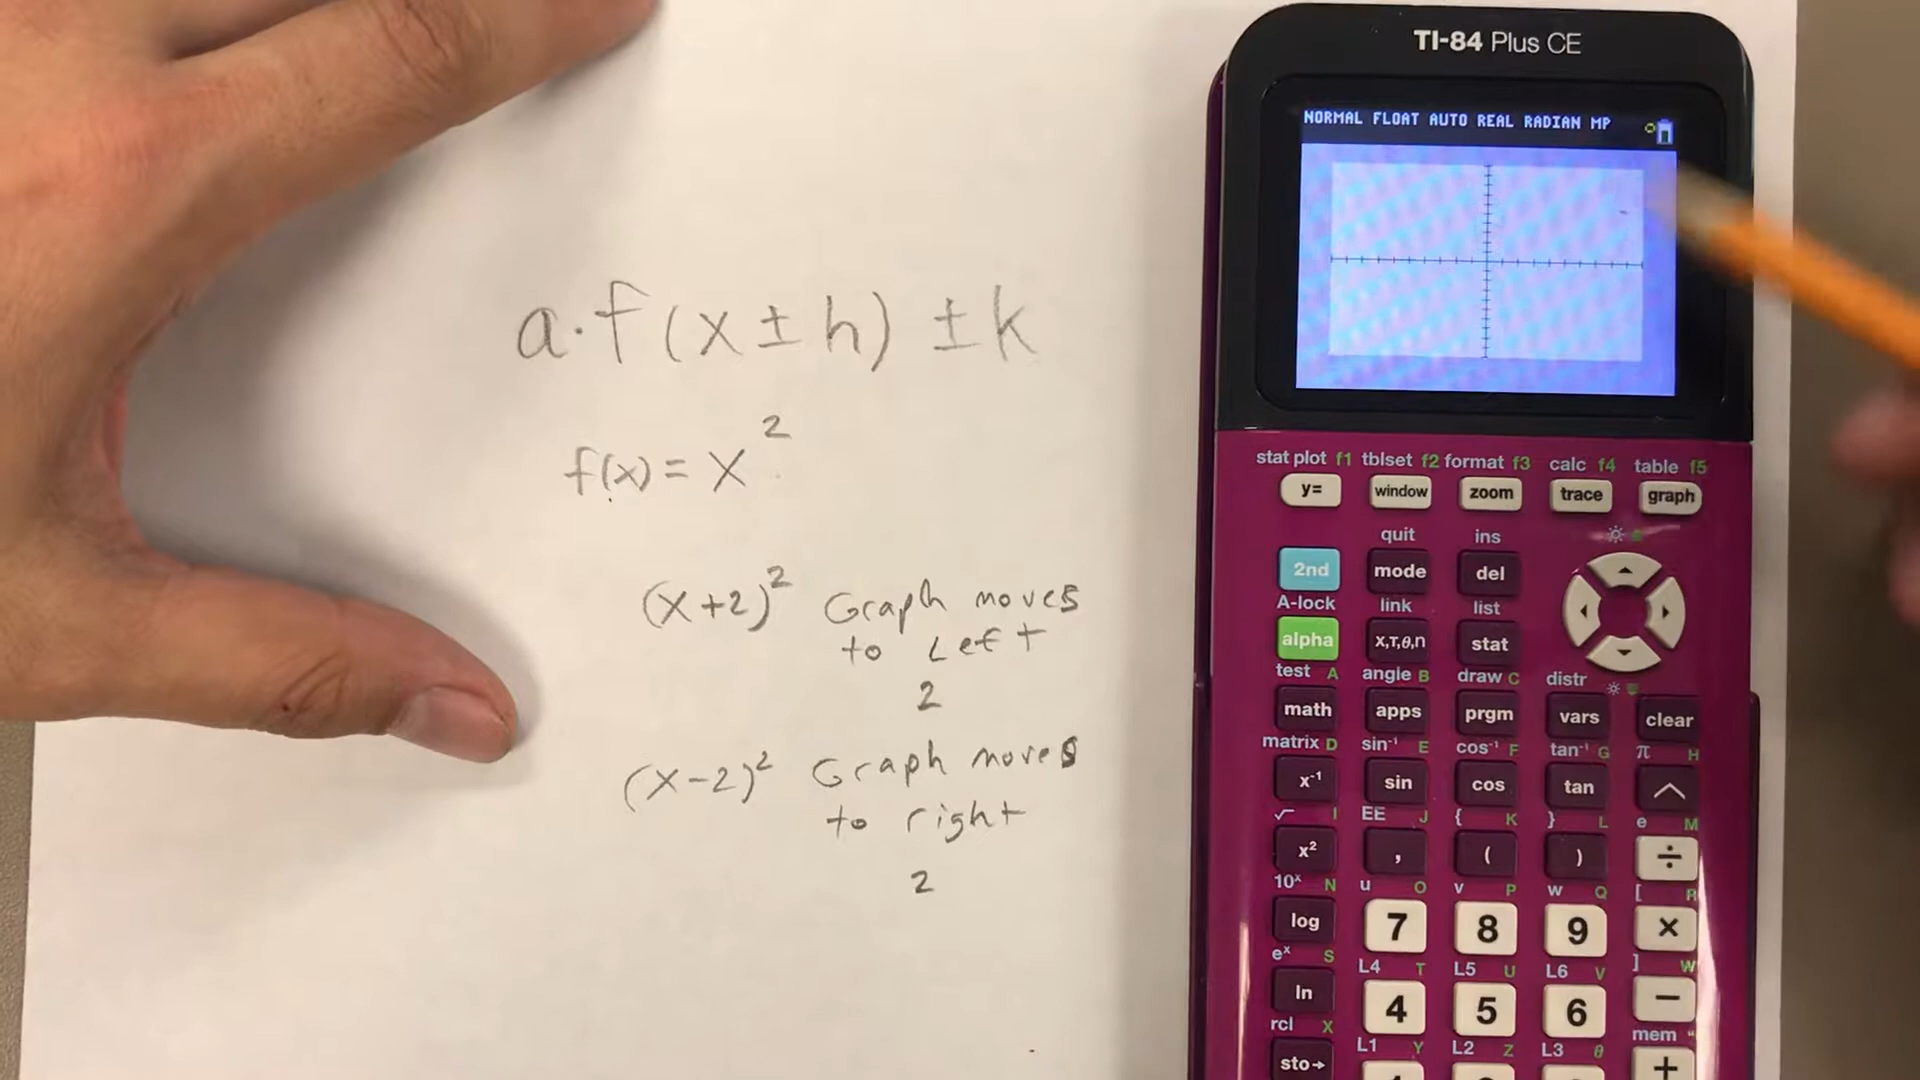 a·f(x±h) ±k
f(x) = x²
(x+2)² Graph moves
to Left
2
(x-2)² Graph moves
to right
2
TI-84 Plus CE
NORMAL FLOAT AUTO REAL RADIAN MP
stat plot f1 tblset f2 format f3 calc f4 table f5
y= window zoom trace graph
quit ins
2nd mode del
A-lock link list
alpha X,T,θ,n stat
test A angle B draw C distr
math apps prgm vars clear
matrix D sin⁻¹ E cos⁻¹ F tan⁻¹ G π H
x⁻¹ sin cos tan ^
√ I EE J { K } L e M
x² , ( ) ÷
10ˣ N u O v P w Q [ R
log 7 8 9 ×
eˣ S L4 T L5 U L6 V ] W
ln 4 5 6 −
rcl X L1 Y L2 Z L3 θ mem "
sto→ +